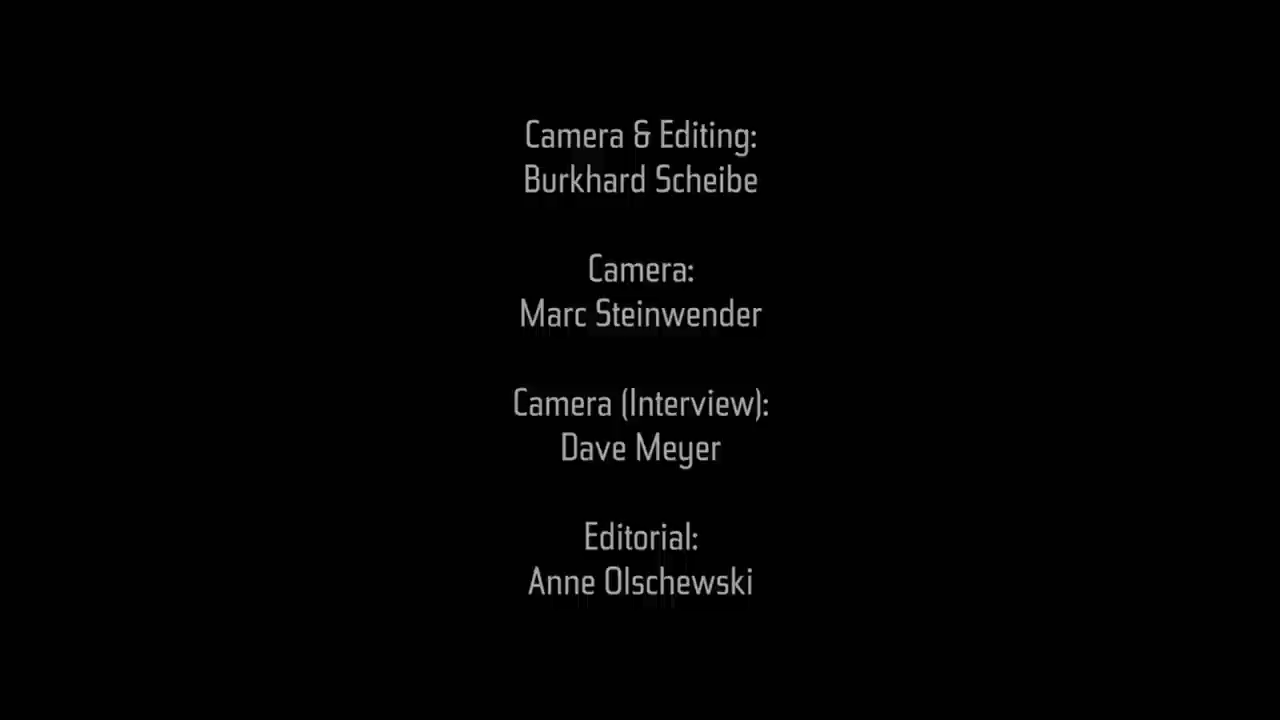 Camera & Editing:
Burkhard Scheibe
Camera:
Marc Steinwender
Camera (Interview):
Dave Meyer
Editorial:
Anne Olschewski